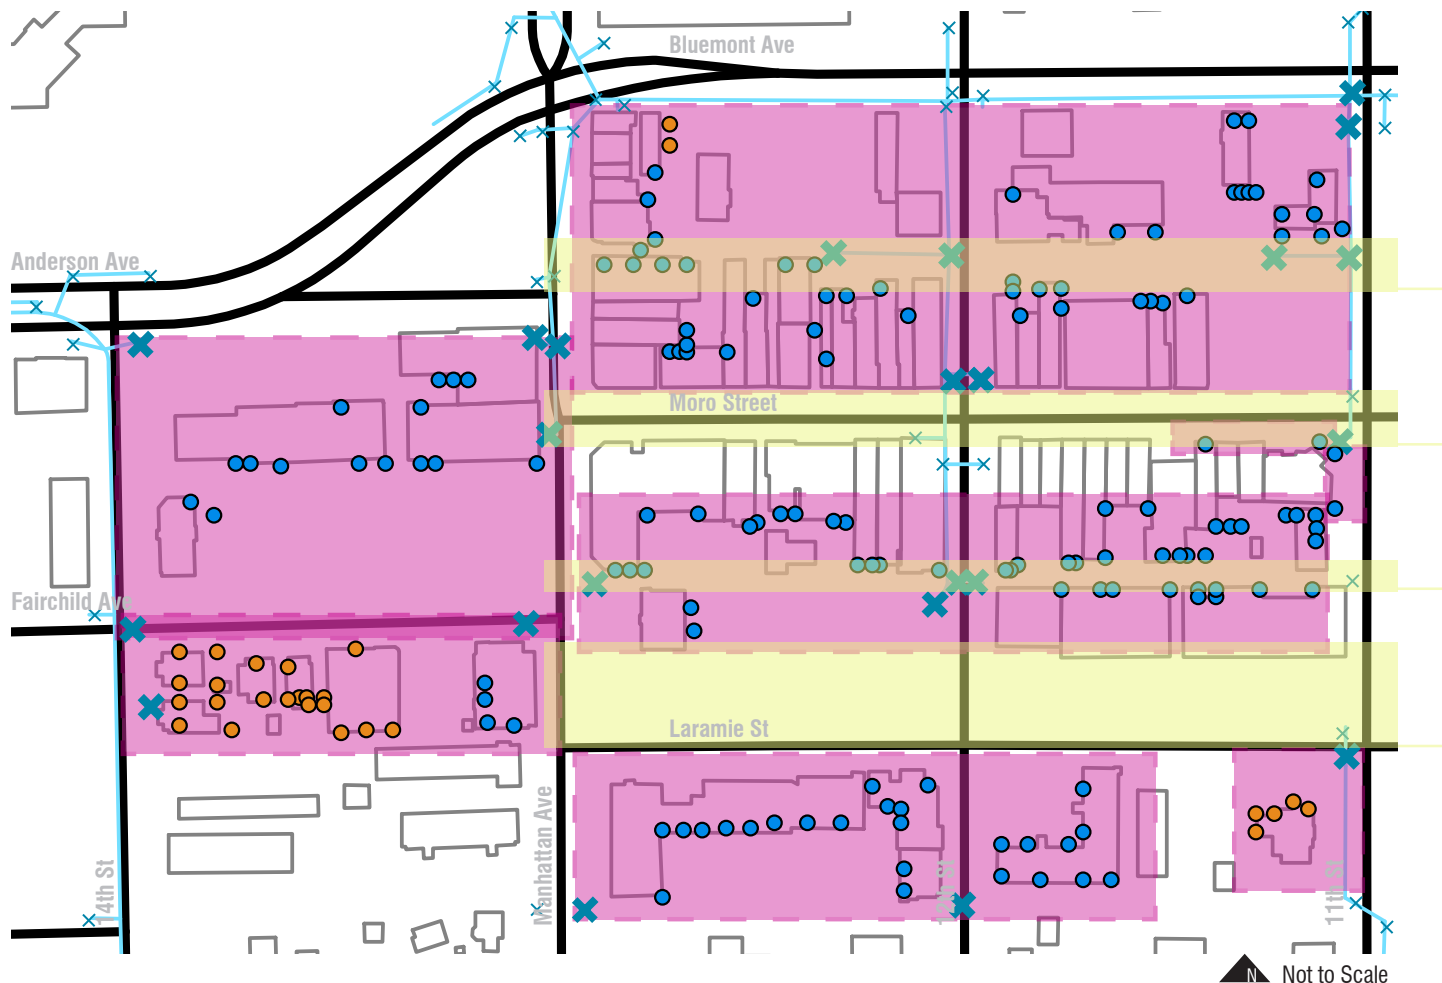 Bluemont Ave
Anderson Ave
Moro Street
Fairchild Ave
Laramie St
14th St
Manhattan Ave
12th St
11th St
N
Not to Scale